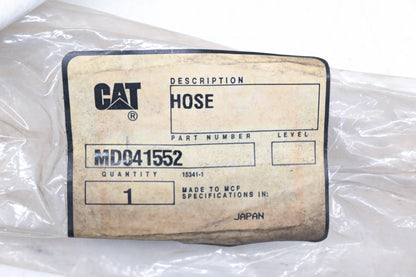 DESCRIPTION
CAT®
HOSE
PART NUMBER LEVEL
MD041552
QUANTITY 15341-1
1
MADE TO MCF
SPECIFICATIONS IN:
JAPAN